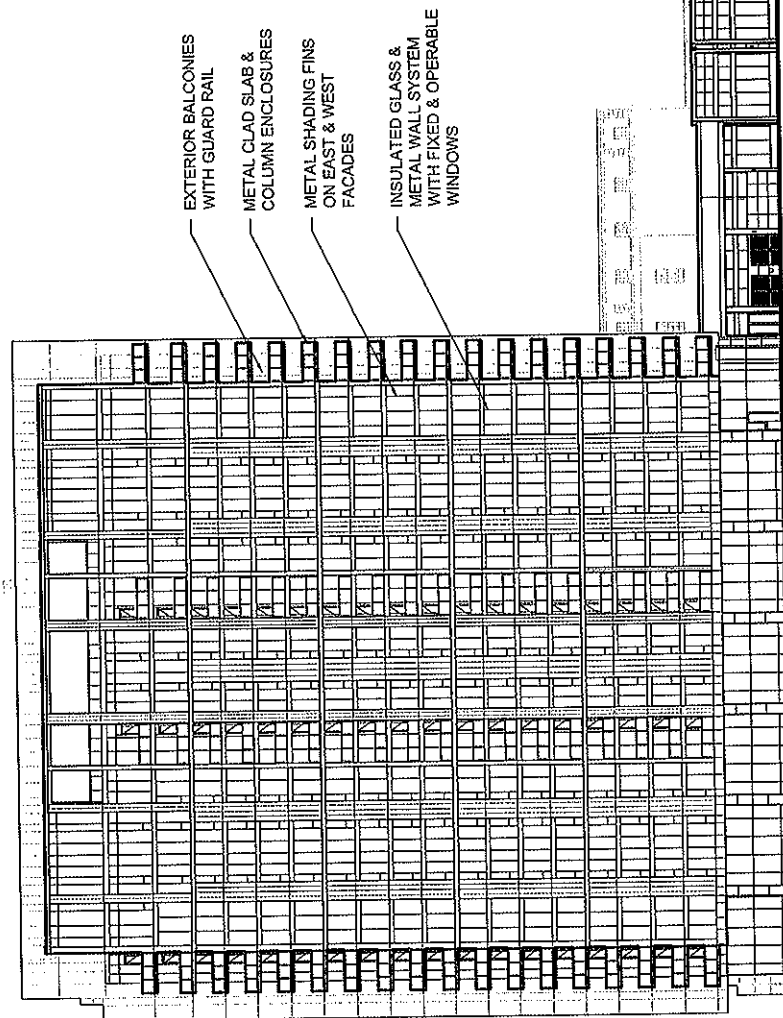 EXTERIOR BALCONIES
WITH GUARD RAIL
METAL CLAD SLAB &
COLUMN ENCLOSURES
METAL SHADING FINS
ON EAST & WEST
FACADES
INSULATED GLASS &
METAL WALL SYSTEM
WITH FIXED & OPERABLE
WINDOWS